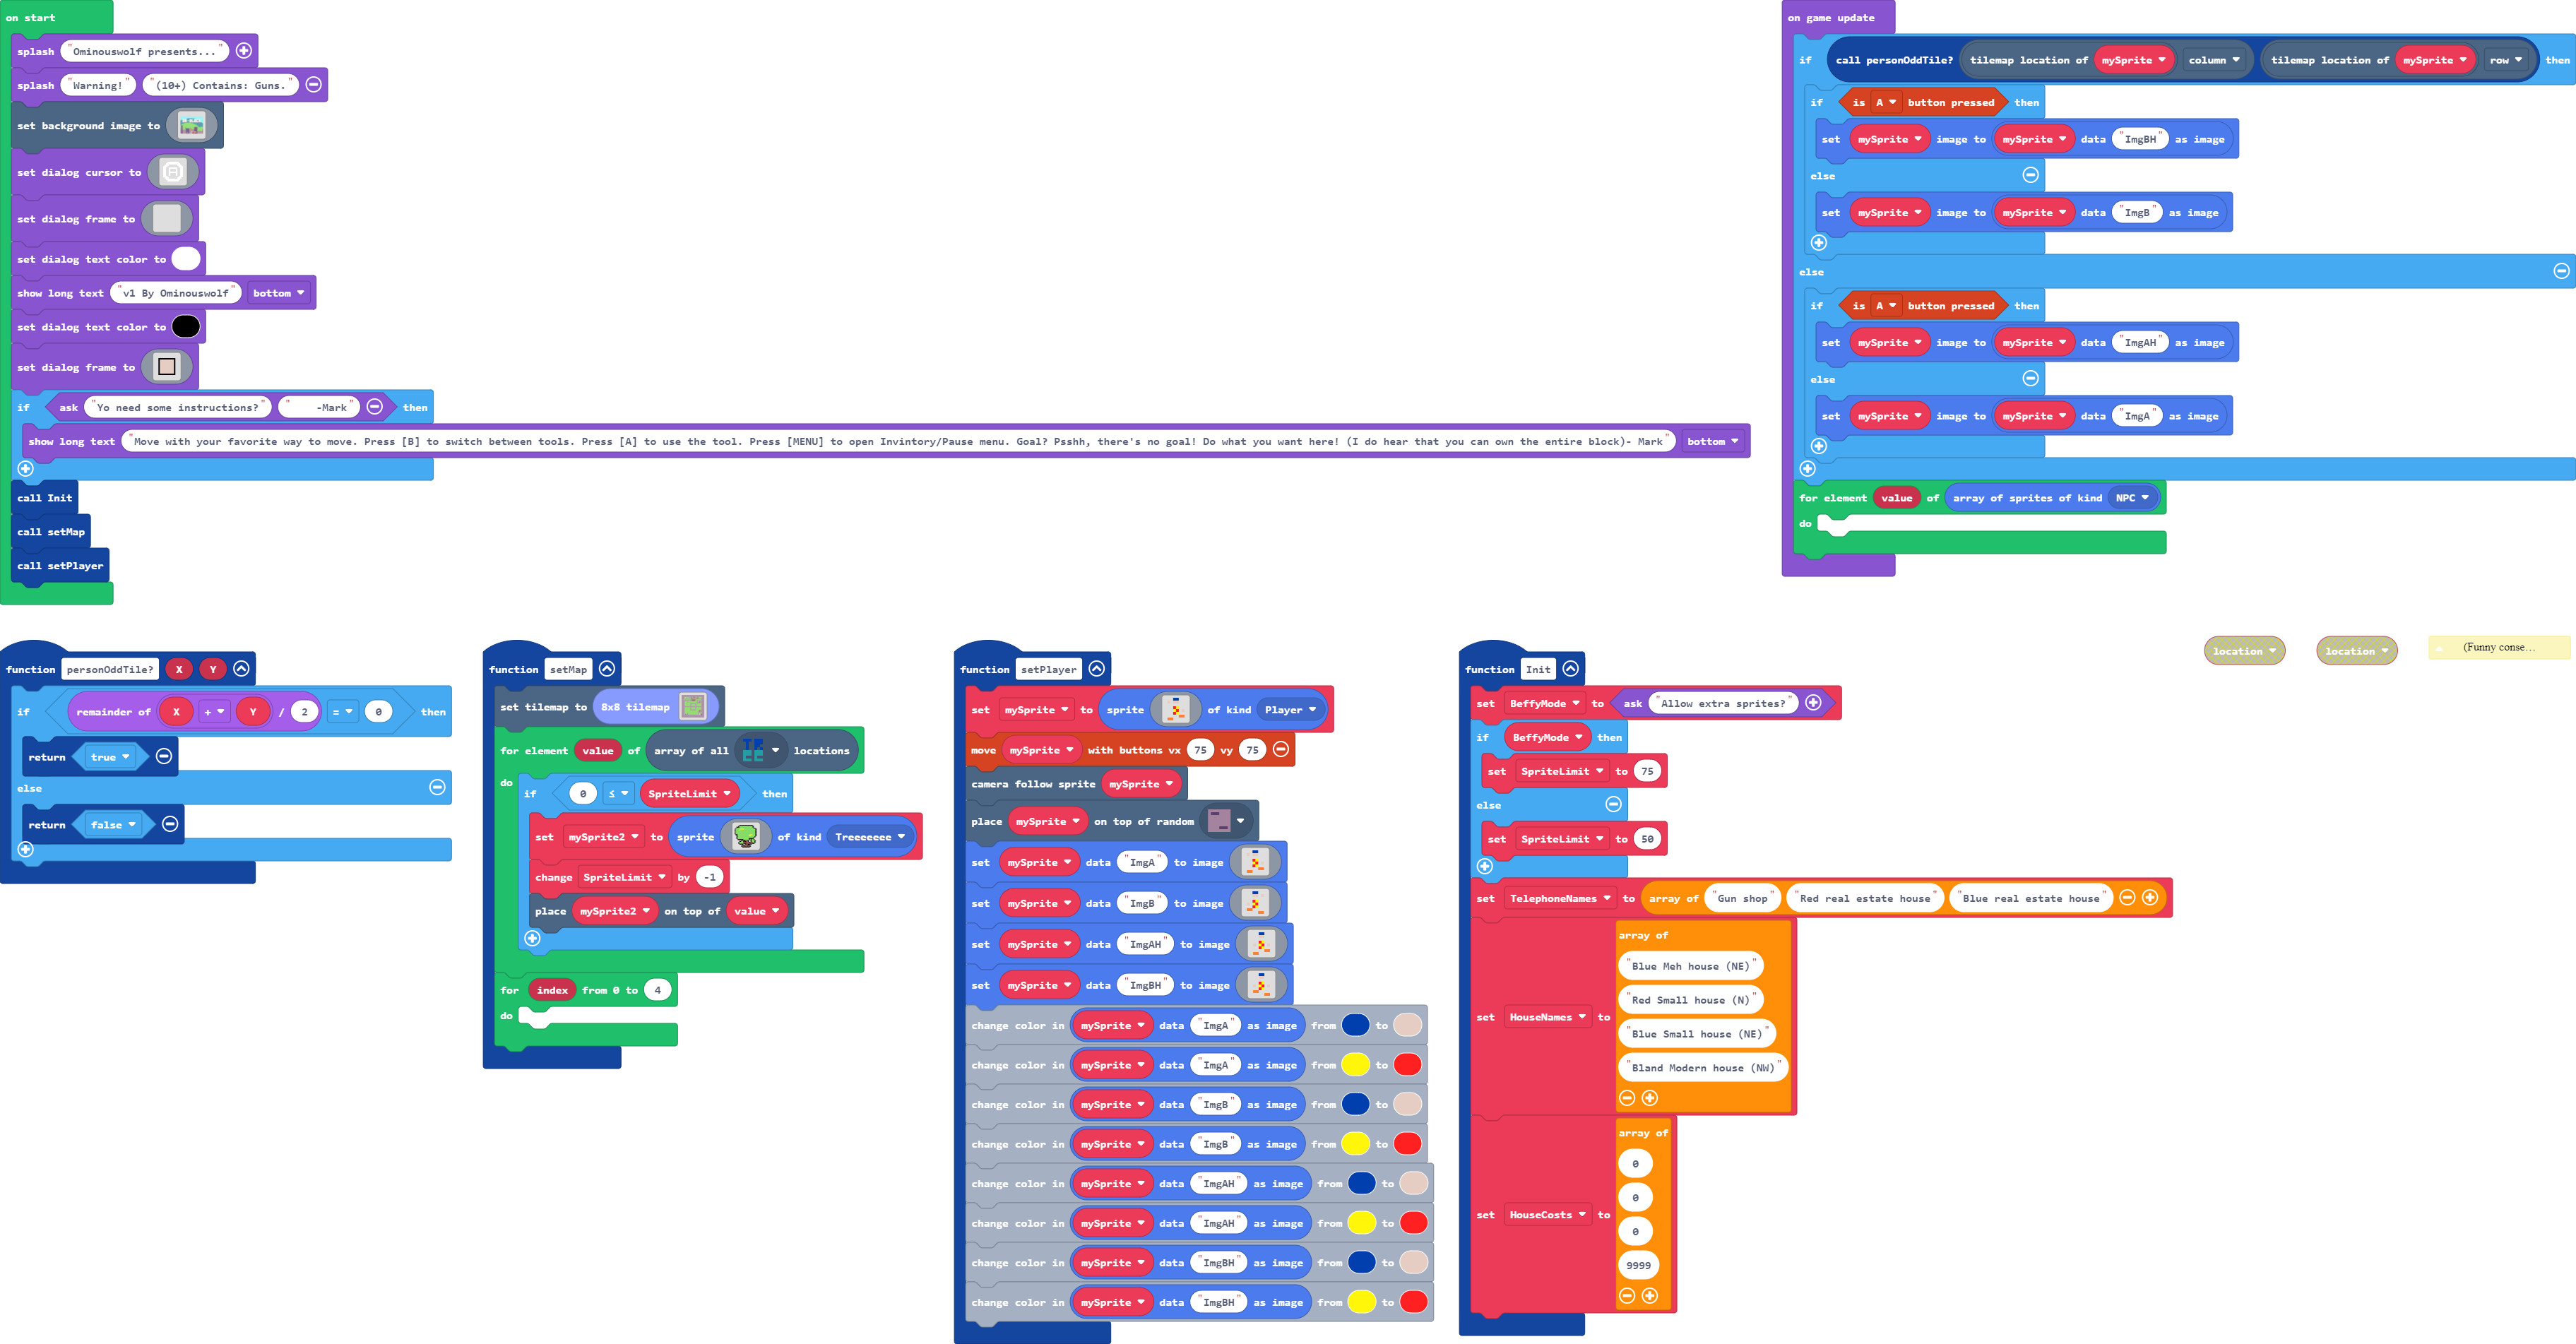 on start
splash "Ominouswolf presents..."
splash "Warning!" "(10+) Contains: Guns."
set background image to
set dialog cursor to
set dialog frame to
set dialog text color to
show long text "v1 By Ominouswolf" bottom
set dialog text color to
set dialog frame to
if ask "Yo need some instructions?" " -Mark" then
show long text "Move with your favorite way to move. Press [B] to switch between tools. Press [A] to use the tool. Press [MENU] to open Invintory/Pause menu. Goal? Psshh, there's no goal! Do what you want here! (I do hear that you can own the entire block)- Mark" bottom
call Init
call setMap
call setPlayer
on game update
if call personOddTile? tilemap location of mySprite column tilemap location of mySprite row then
if is A button pressed then
set mySprite image to mySprite data "ImgBH" as image
else
set mySprite image to mySprite data "ImgB" as image
else
if is A button pressed then
set mySprite image to mySprite data "ImgAH" as image
else
set mySprite image to mySprite data "ImgA" as image
for element value of array of sprites of kind NPC
do
function personOddTile? X Y
if remainder of X + Y / 2 = 0 then
return true
else
return false
function setMap
set tilemap to 8x8 tilemap
for element value of array of all locations
do
if 0 ≤ SpriteLimit then
set mySprite2 to sprite of kind Treeeeeee
change SpriteLimit by -1
place mySprite2 on top of value
for index from 0 to 4
do
function setPlayer
set mySprite to sprite of kind Player
move mySprite with buttons vx 75 vy 75
camera follow sprite mySprite
place mySprite on top of random
set mySprite data "ImgA" to image
set mySprite data "ImgB" to image
set mySprite data "ImgAH" to image
set mySprite data "ImgBH" to image
change color in mySprite data "ImgA" as image from to
change color in mySprite data "ImgA" as image from to
change color in mySprite data "ImgB" as image from to
change color in mySprite data "ImgB" as image from to
change color in mySprite data "ImgAH" as image from to
change color in mySprite data "ImgAH" as image from to
change color in mySprite data "ImgBH" as image from to
change color in mySprite data "ImgBH" as image from to
function Init
set BeffyMode to ask "Allow extra sprites?"
if BeffyMode then
set SpriteLimit to 75
else
set SpriteLimit to 50
set TelephoneNames to array of "Gun shop" "Red real estate house" "Blue real estate house"
set HouseNames to array of
"Blue Meh house (NE)"
"Red Small house (N)"
"Blue Small house (NE)"
"Bland Modern house (NW)"
set HouseCosts to array of
0
0
0
9999
location
location
(Funny conse...